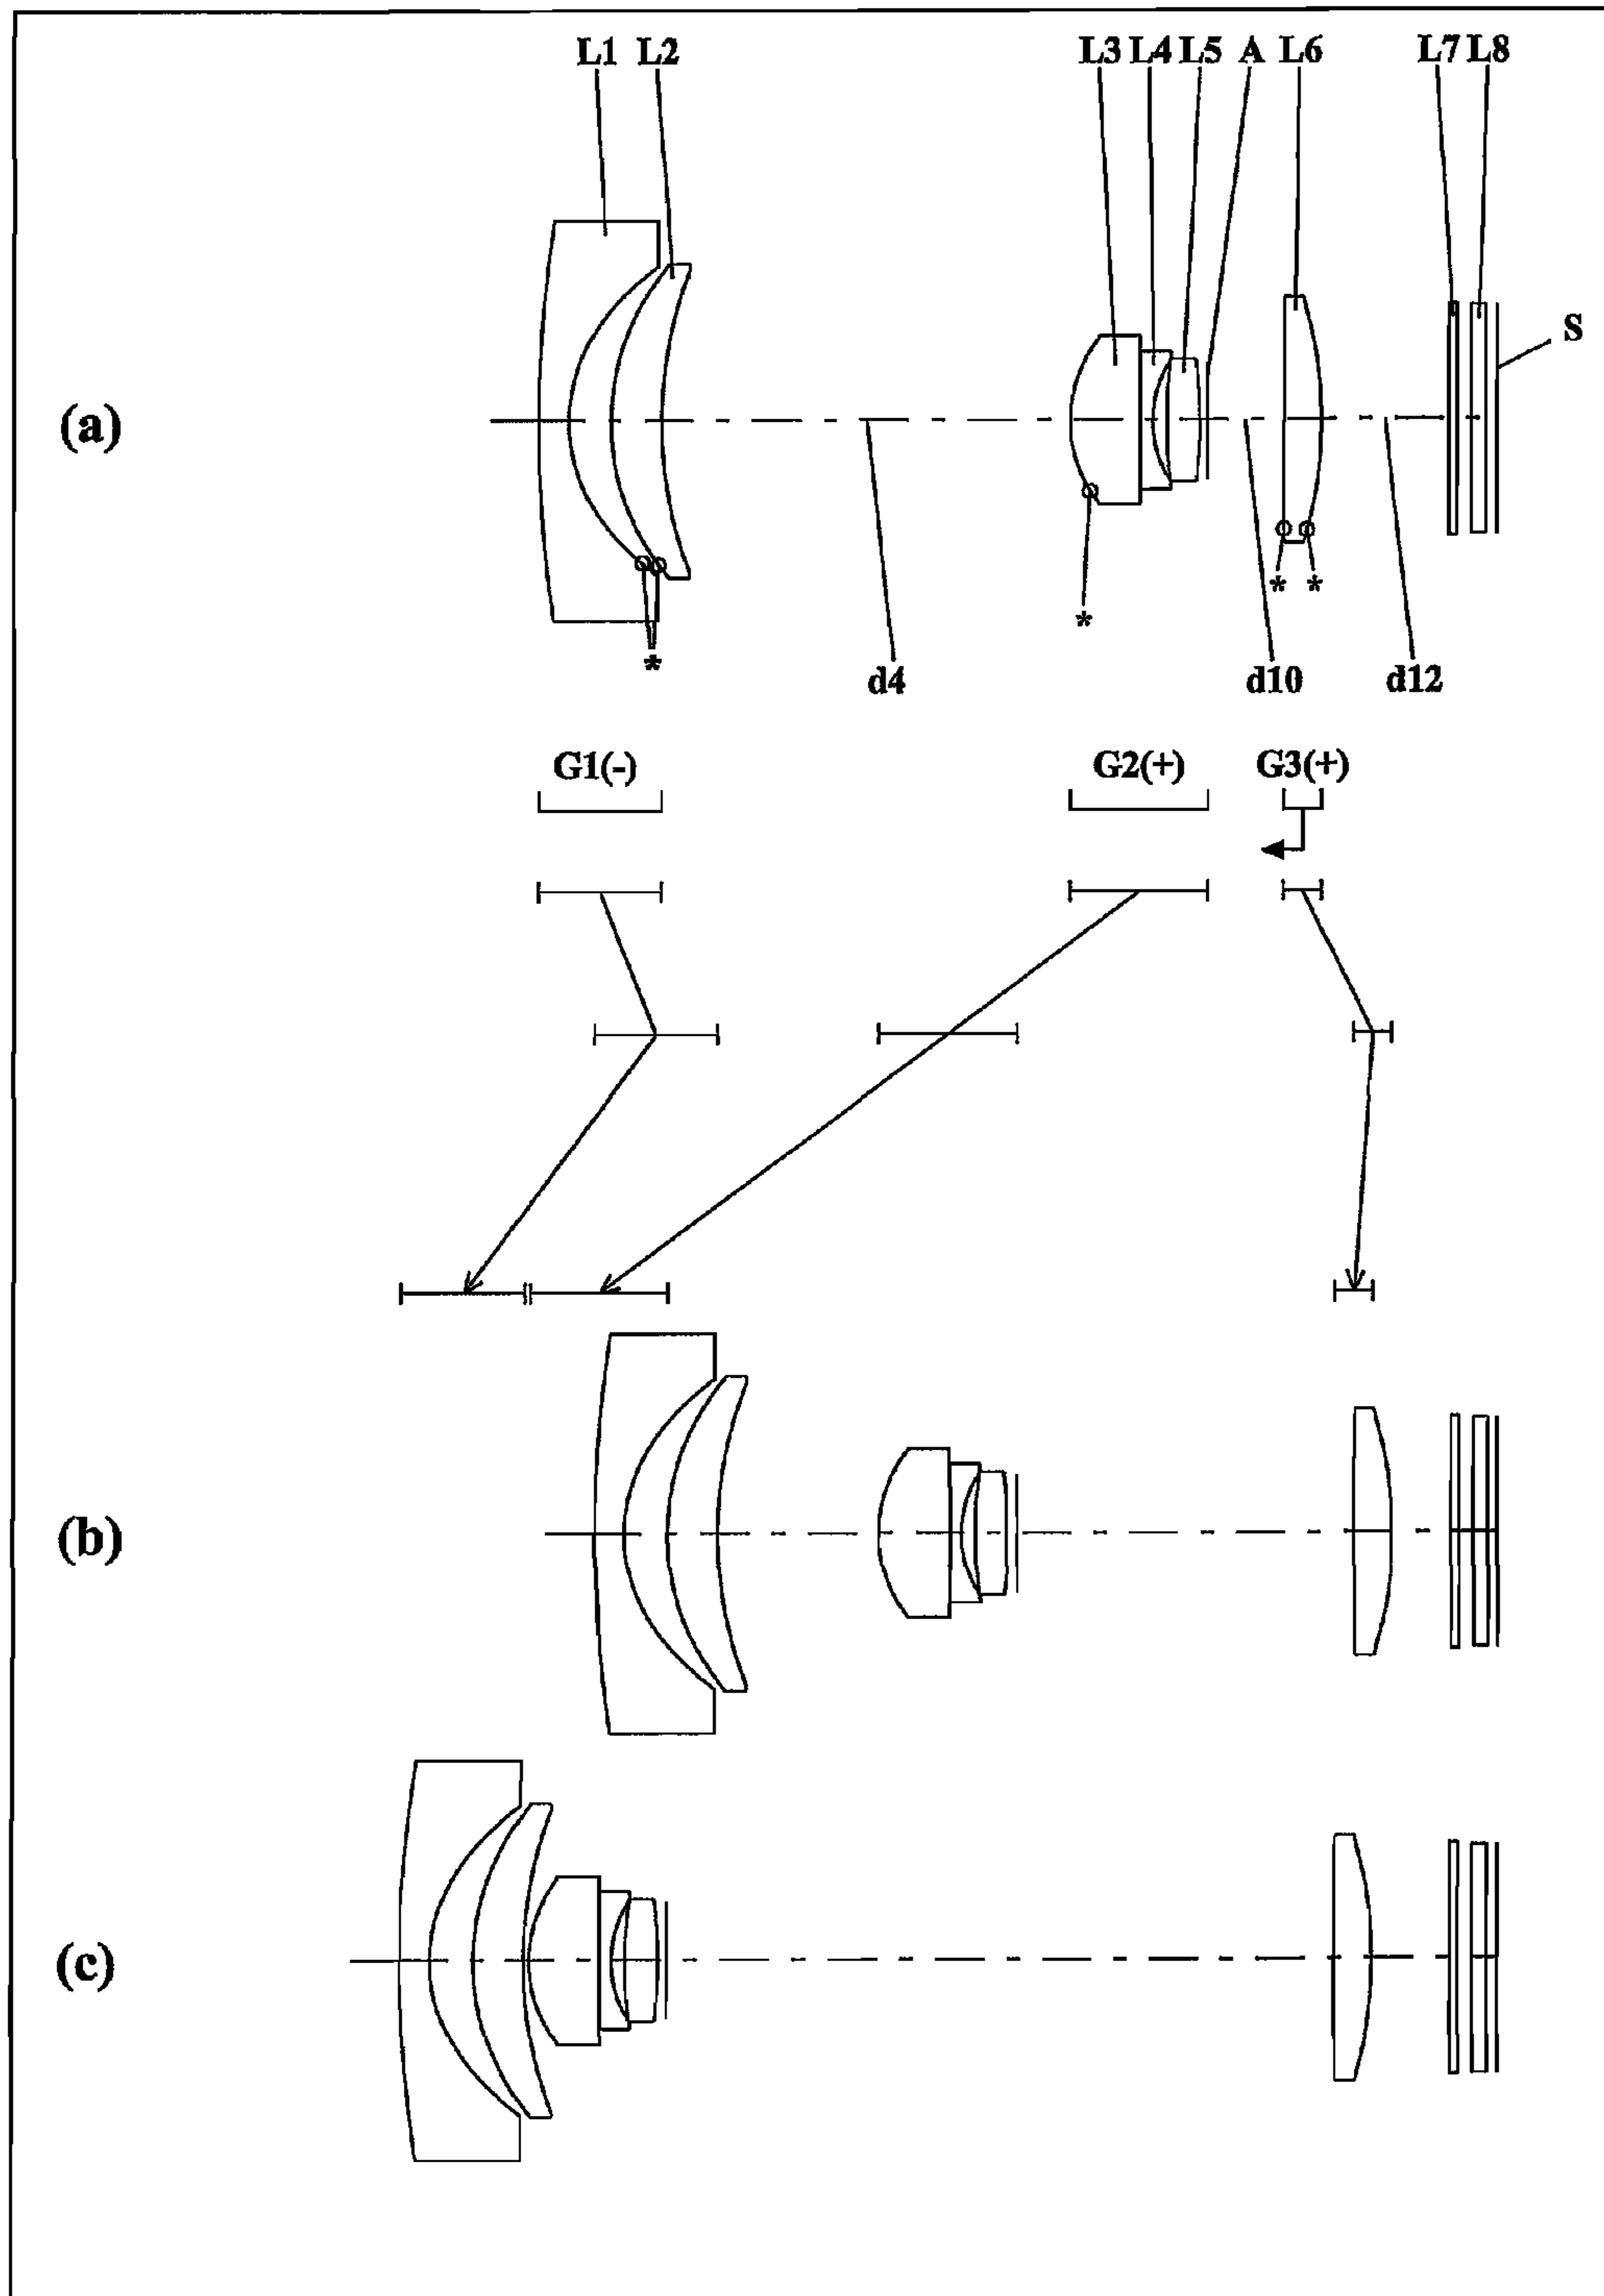 L1 L2 L3 L4 L5 A L6 L7 L8
S
(a)
* *
*
*
d4 d10 d12
G1(-) G2(+) G3(+)
(b)
(c)